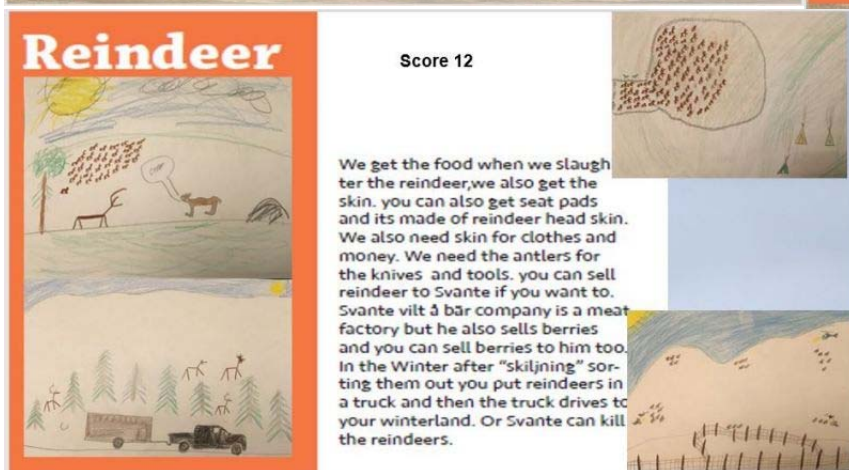 Reindeer
Score 12
We get the food when we slaugh
ter the reindeer,we also get the
skin. you can also get seat pads
and its made of reindeer head skin.
We also need skin for clothes and
money. We need the antlers for
the knives and tools. you can sell
reindeer to Svante if you want to.
Svante vilt å bär company is a meat
factory but he also sells berries
and you can sell berries to him too.
In the Winter after “skiljning” sor-
ting them out you put reindeers in
a truck and then the truck drives to
your winterland. Or Svante can kill
the reindeers.